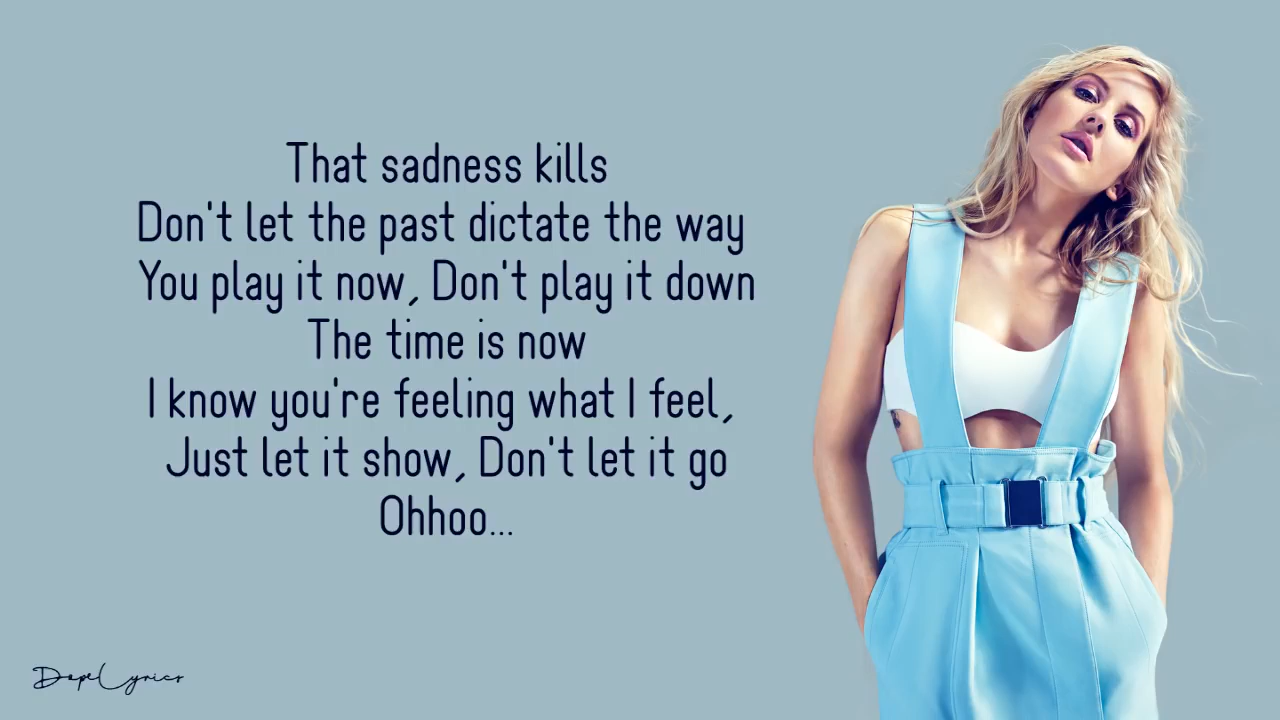 That sadness kills
Don't let the past dictate the way
You play it now, Don't play it down
The time is now
I know you're feeling what I feel,
Just let it show, Don't let it go
Ohhoo...
DopeLyrics